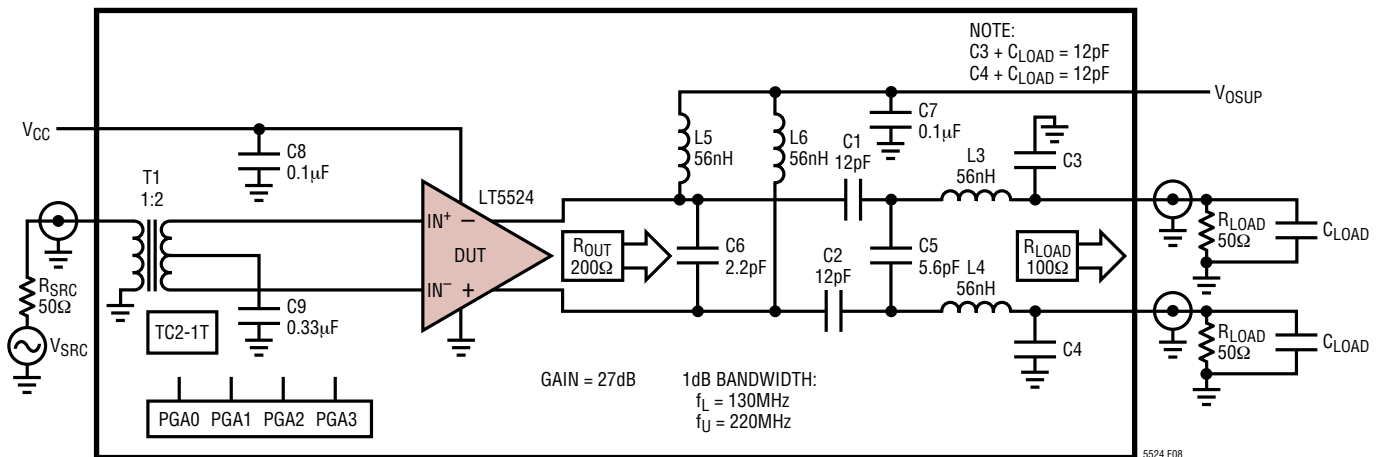 NOTE:
C3 + CLOAD = 12pF
C4 + CLOAD = 12pF
VOSUP
VCC
C8
0.1µF
L5
56nH
L6
56nH
C7
0.1µF
C1
12pF
L3
56nH
C3
T1
1:2
LT5524
IN+
−
DUT
IN−
+
ROUT
200Ω
C6
2.2pF
C2
12pF
C5
5.6pF
L4
56nH
RLOAD
100Ω
RLOAD
50Ω
CLOAD
RLOAD
50Ω
CLOAD
RSRC
50Ω
VSRC
TC2-1T
C9
0.33µF
C4
GAIN = 27dB
1dB BANDWIDTH:
fL = 130MHz
fU = 220MHz
PGA0 PGA1 PGA2 PGA3
5524 F08